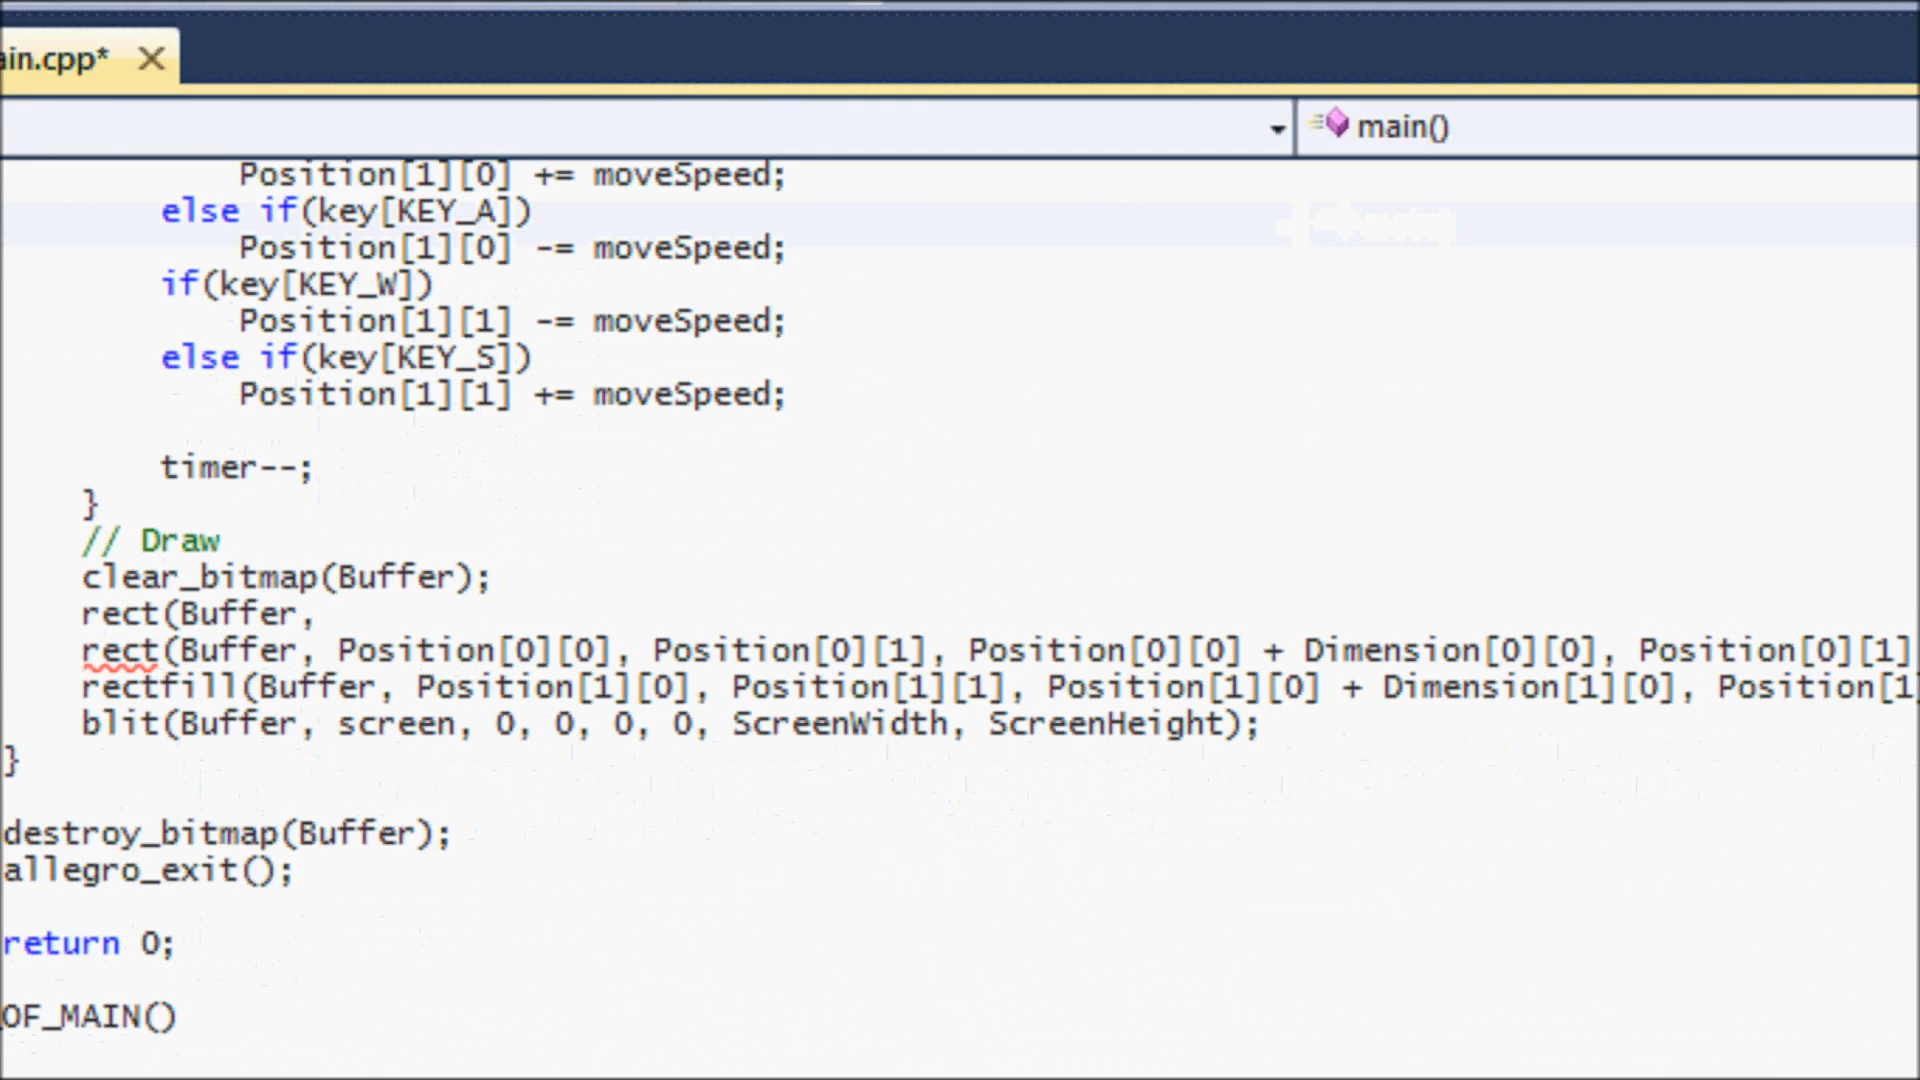 ain.cpp*
main()
Position[1][0] += moveSpeed;
else if(key[KEY_A])
Position[1][0] -= moveSpeed;
if(key[KEY_W])
Position[1][1] -= moveSpeed;
else if(key[KEY_S])
Position[1][1] += moveSpeed;
timer--;
}
// Draw
clear_bitmap(Buffer);
rect(Buffer,
rect(Buffer, Position[0][0], Position[0][1], Position[0][0] + Dimension[0][0], Position[0][1]
rectfill(Buffer, Position[1][0], Position[1][1], Position[1][0] + Dimension[1][0], Position[1]
blit(Buffer, screen, 0, 0, 0, 0, ScreenWidth, ScreenHeight);
}
destroy_bitmap(Buffer);
allegro_exit();
return 0;
OF_MAIN()